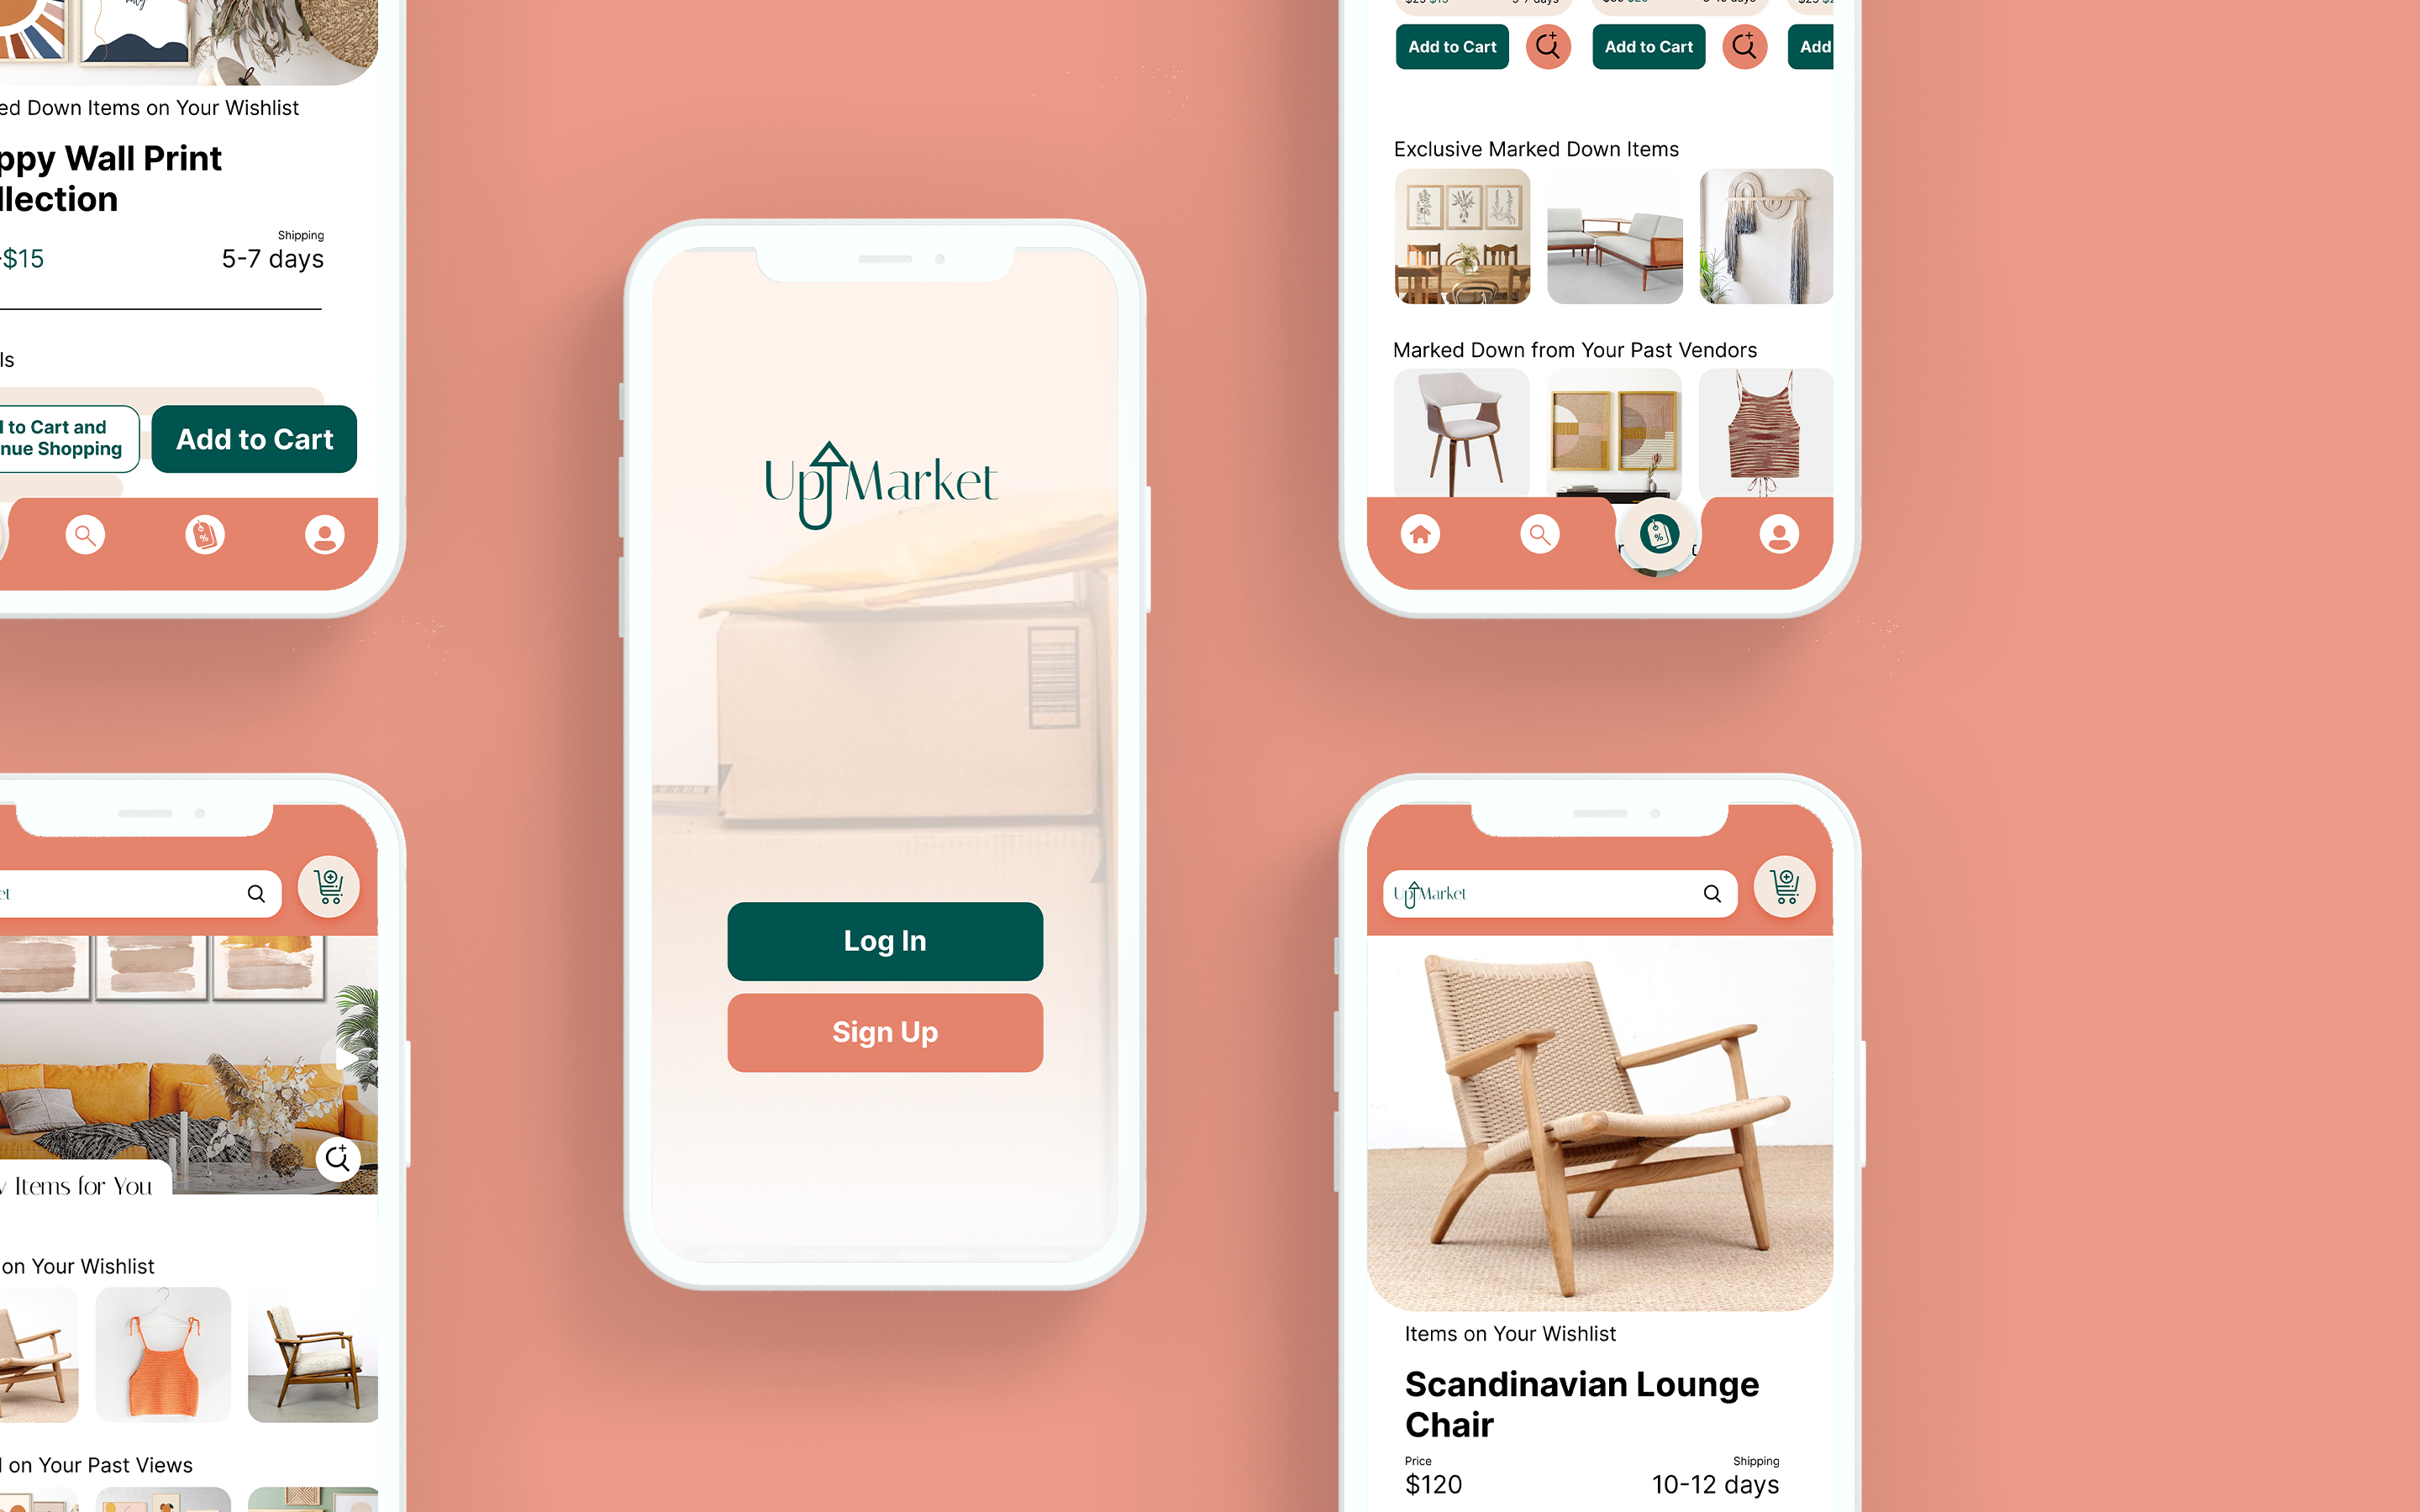 ed Down Items on Your Wishlist
ppy Wall Print
llection
Shipping
$15
5-7 days
ls
l to Cart and
nue Shopping
Add to Cart
%
et
Items for You
on Your Wishlist
on Your Past Views
UpMarket
Log In
Sign Up
Add to Cart
Add to Cart
Add
Exclusive Marked Down Items
Marked Down from Your Past Vendors
%
UpMarket
Items on Your Wishlist
Scandinavian Lounge
Chair
Price
Shipping
$120
10-12 days